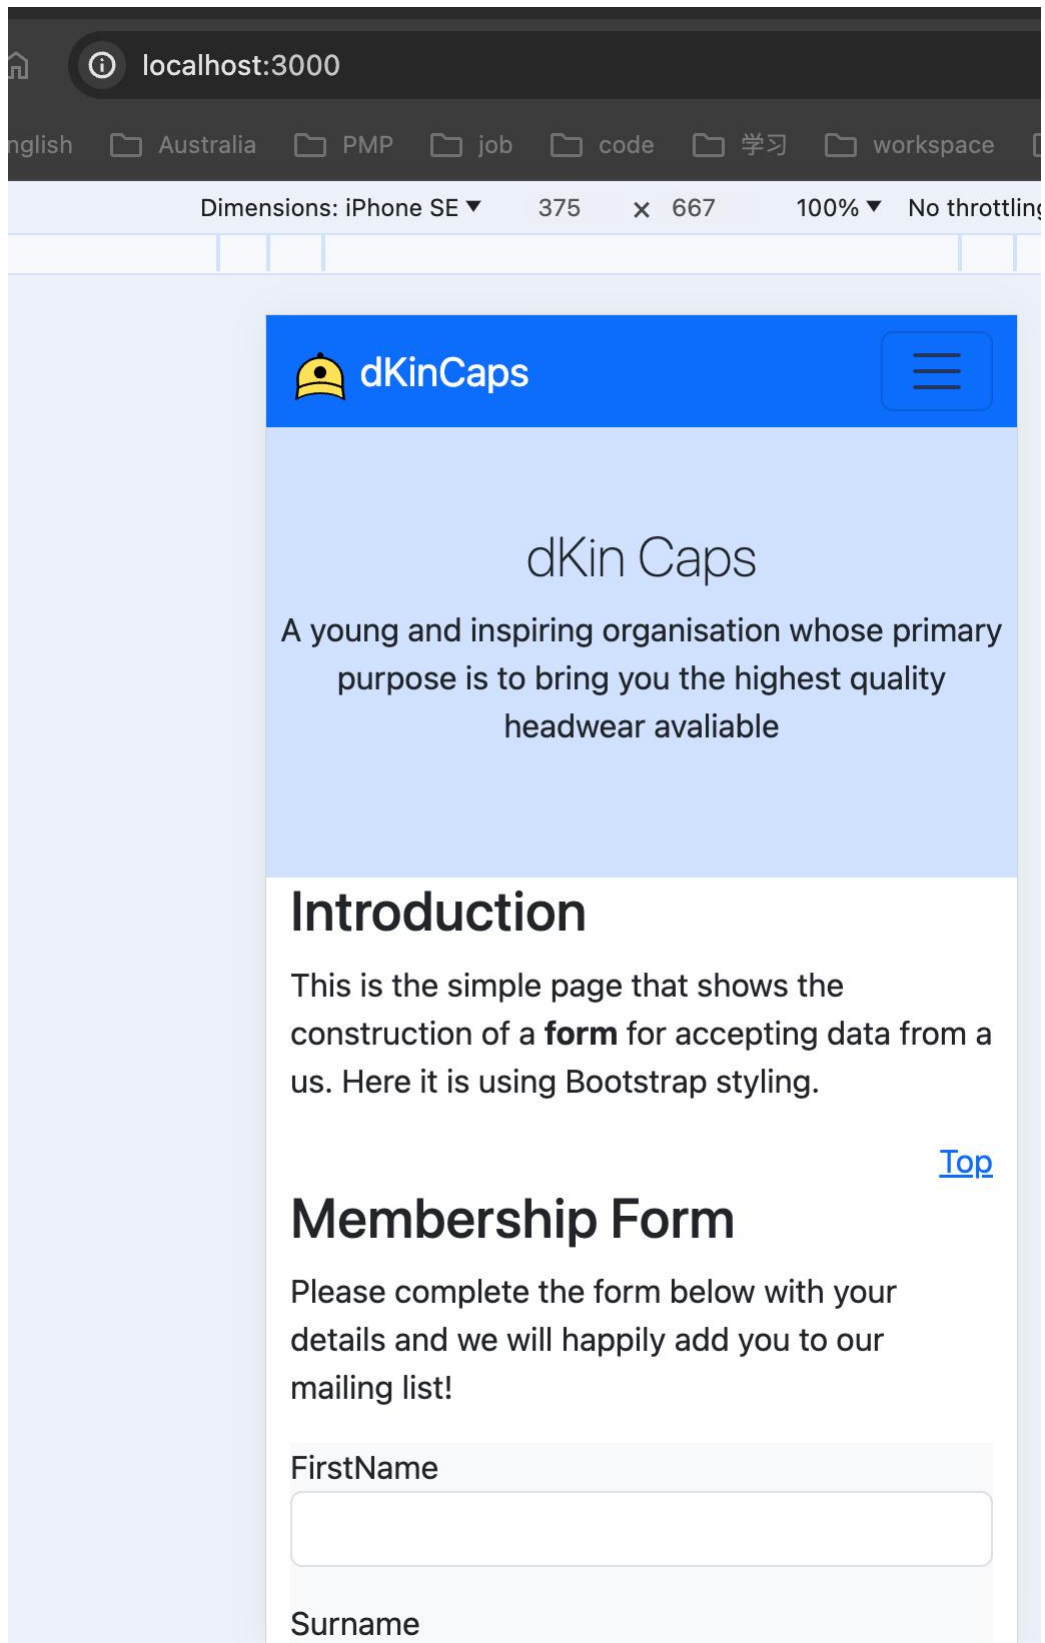 localhost:3000
nglish Australia PMP job code 学习 workspace
Dimensions: iPhone SE 375 x 667 100% No throttling
dKinCaps
dKin Caps
A young and inspiring organisation whose primary
purpose is to bring you the highest quality
headwear avaliable
Introduction
This is the simple page that shows the
construction of a form for accepting data from a
us. Here it is using Bootstrap styling.
Top
Membership Form
Please complete the form below with your
details and we will happily add you to our
mailing list!
FirstName
Surname